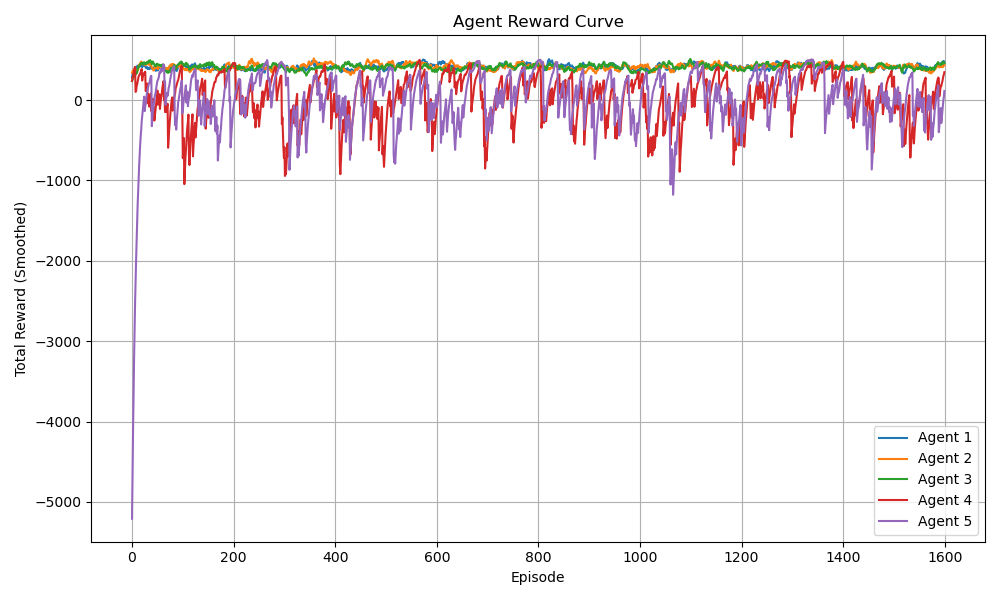 Agent Reward Curve
Total Reward (Smoothed)
0
−1000
−2000
−3000
−4000
−5000
0 200 400 600 800 1000 1200 1400 1600
Episode
Agent 1
Agent 2
Agent 3
Agent 4
Agent 5